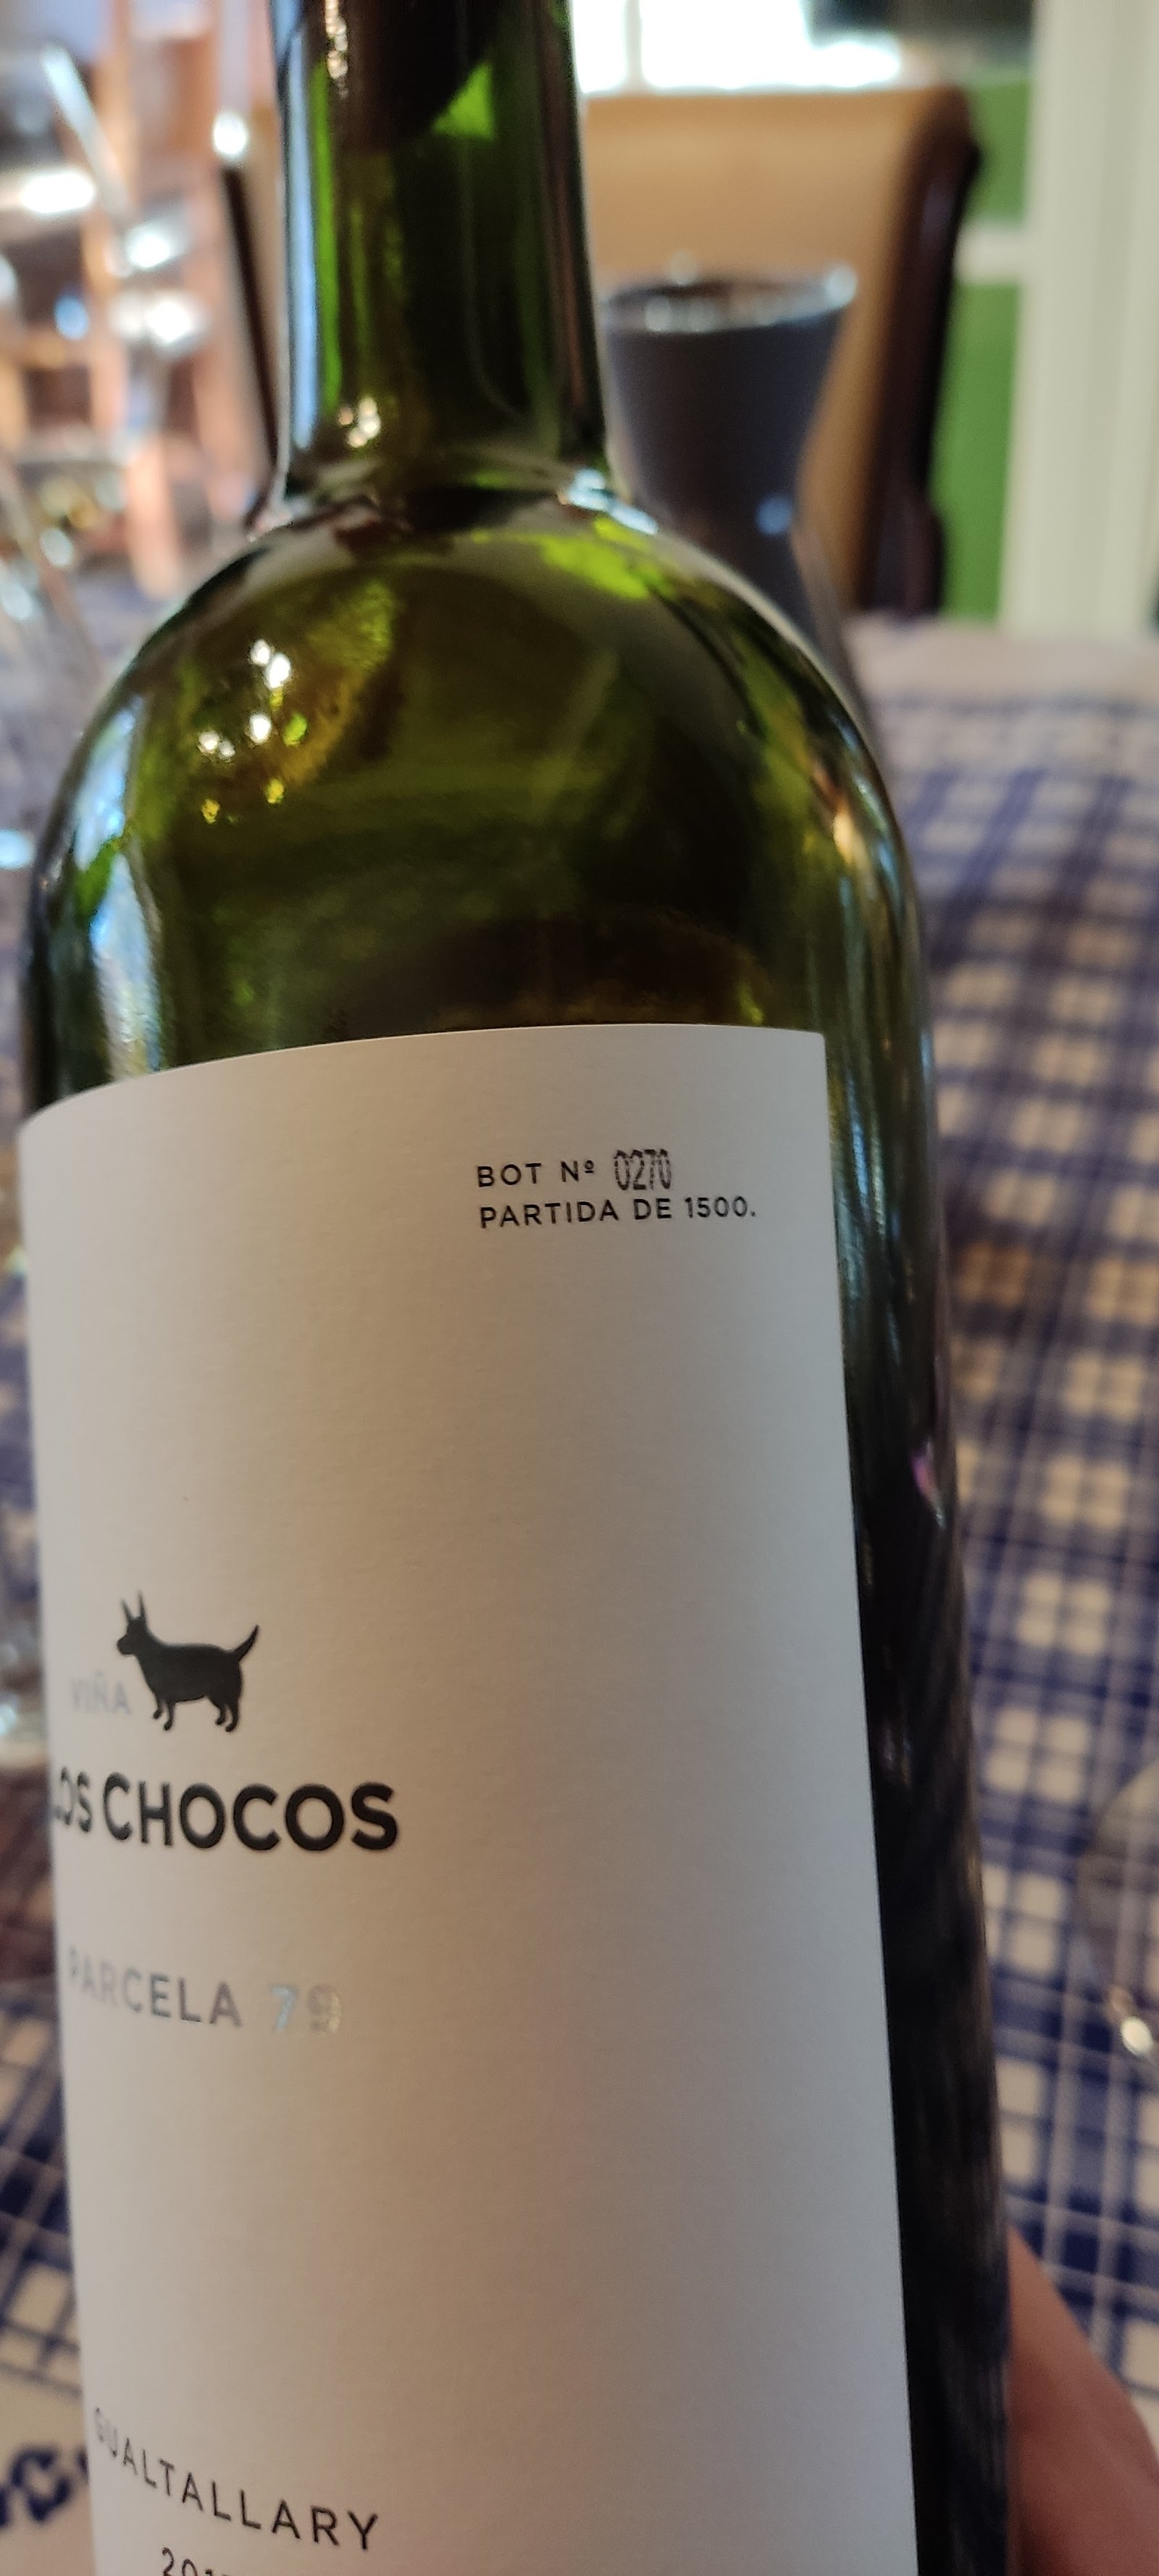 BOT Nº 0270
PARTIDA DE 1500.
VIÑA
LOS CHOCOS
PARCELA 79
GUALTALLARY